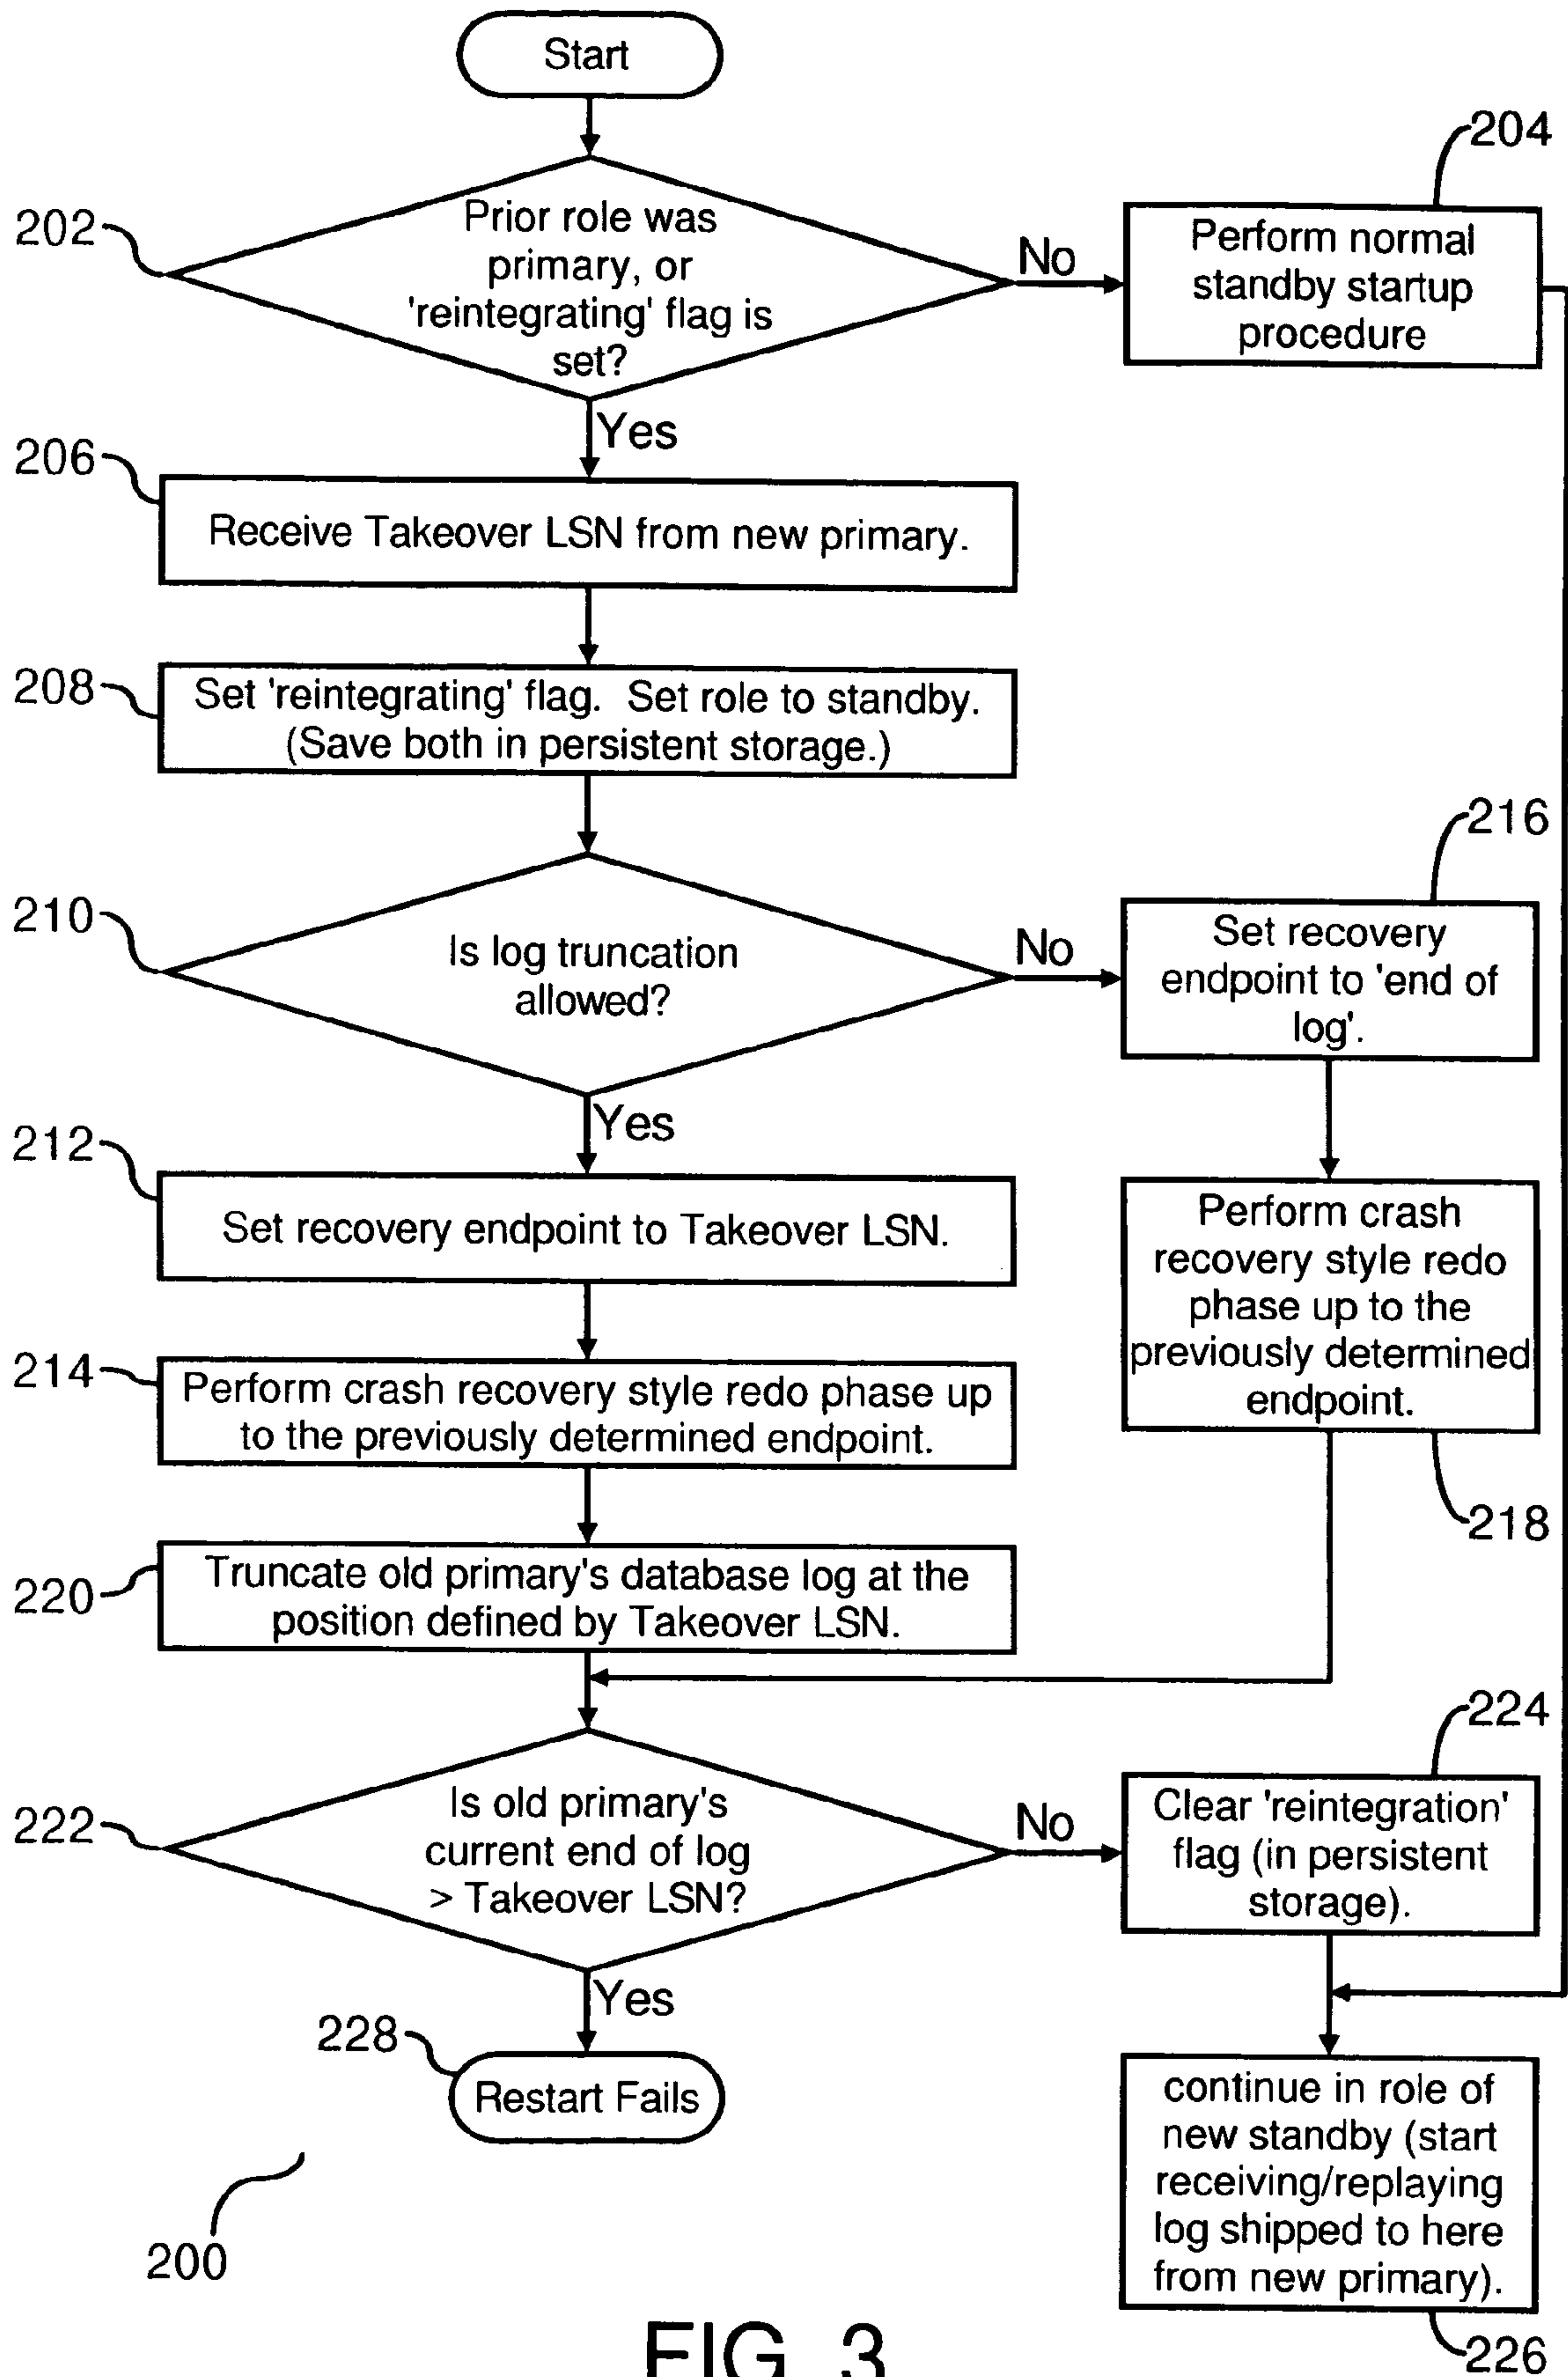 Start
202
Prior role was
primary, or
'reintegrating' flag is
set?
No
204
Perform normal
standby startup
procedure
Yes
206
Receive Takeover LSN from new primary.
208
Set 'reintegrating' flag. Set role to standby.
(Save both in persistent storage.)
210
Is log truncation
allowed?
No
216
Set recovery
endpoint to 'end of
log'.
Yes
212
Set recovery endpoint to Takeover LSN.
Perform crash
recovery style redo
phase up to the
previously determined
endpoint.
218
214
Perform crash recovery style redo phase up
to the previously determined endpoint.
220
Truncate old primary's database log at the
position defined by Takeover LSN.
222
Is old primary's
current end of log
> Takeover LSN?
No
224
Clear 'reintegration'
flag (in persistent
storage).
Yes
228
Restart Fails
continue in role of
new standby (start
receiving/replaying
log shipped to here
from new primary).
226
200
FIG. 3